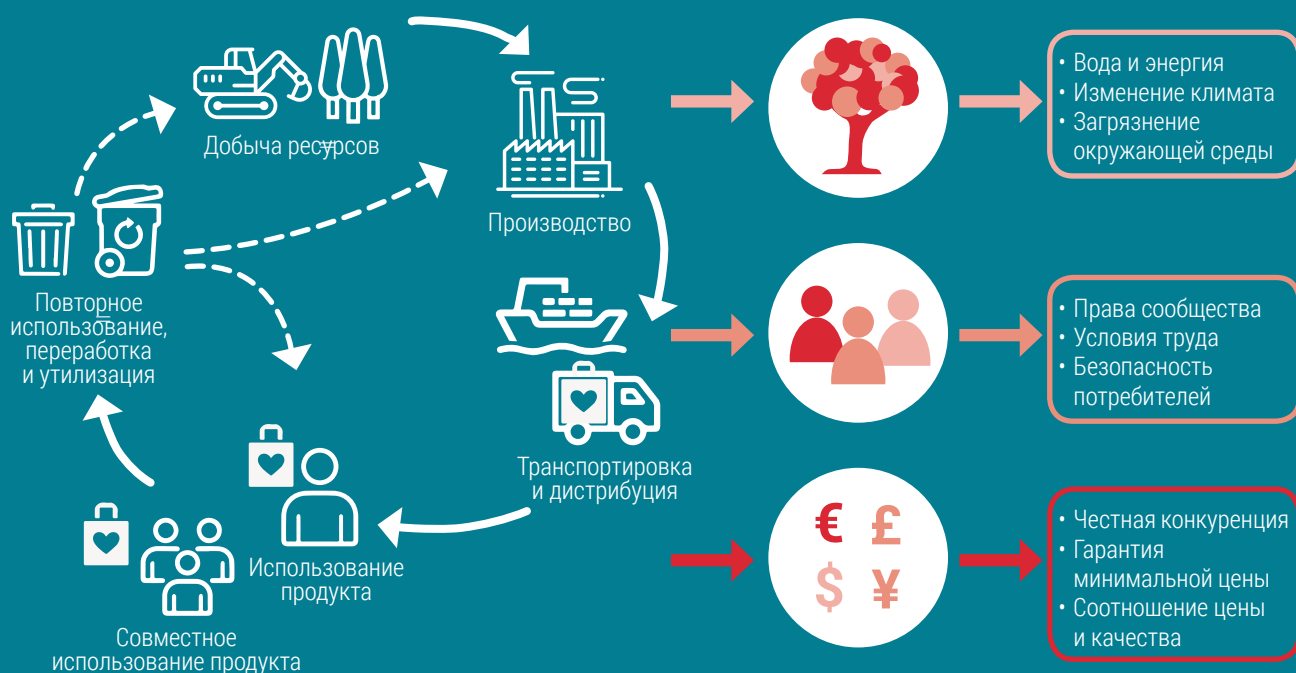 Добыча ресурсов
Производство
Повторное
использование,
переработка
и утилизация
Транспортировка
и дистрибуция
Использование
продукта
Совместное
использование продукта
• Вода и энергия
• Изменение климата
• Загрязнение
окружающей среды
• Права сообщества
• Условия труда
• Безопасность
потребителей
€ £
$ ¥
• Честная конкуренция
• Гарантия
минимальной цены
• Соотношение цены
и качества